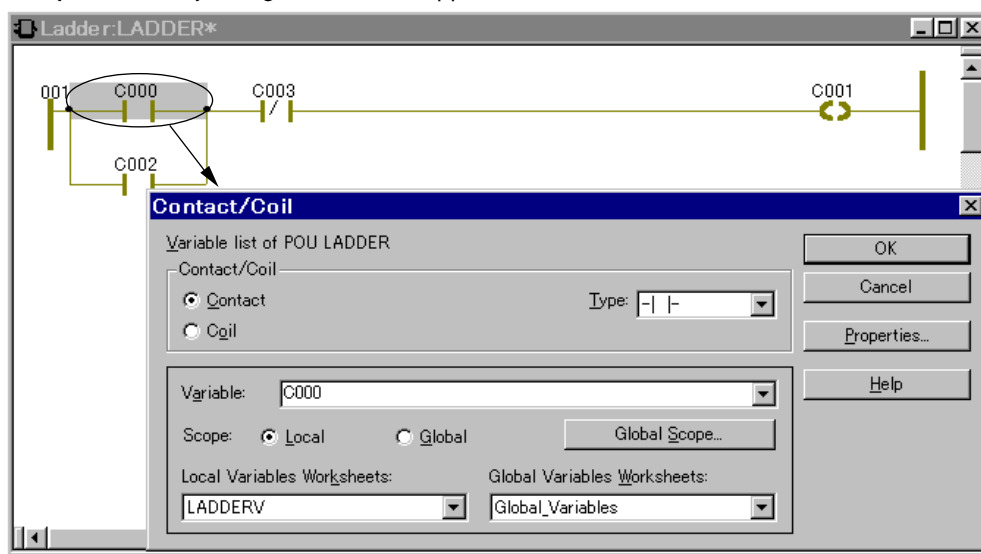 Ladder:LADDER*
001 C000 C003 C001
C002
Contact/Coil
Variable list of POU LADDER
OK
Contact/Coil
Contact
Type: -| |-
Cancel
Coil
Properties...
Variable: C000
Help
Scope: Local Global Global Scope...
Local Variables Worksheets: Global Variables Worksheets:
LADDERV Global_Variables